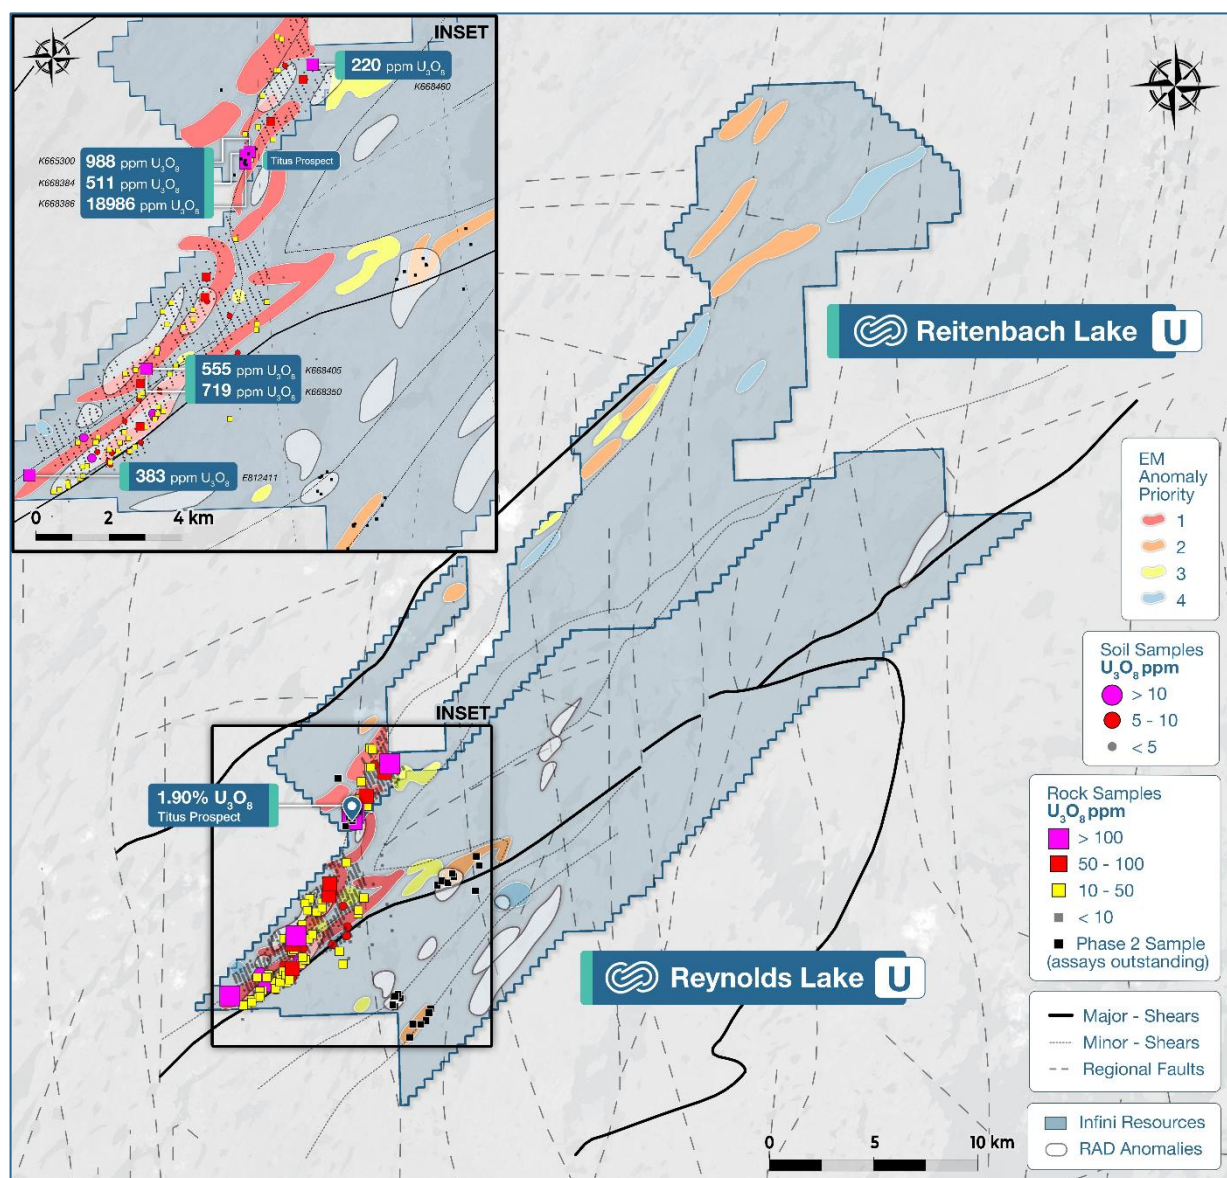 INSET
220 ppm U₃O₈
K668460
K665300
988 ppm U₃O₈
Titus Prospect
K668384
511 ppm U₃O₈
K668386
18986 ppm U₃O₈
555 ppm U₃O₈
K668405
719 ppm U₃O₈
K668350
383 ppm U₃O₈
E812411
0 2 4 km
Reitenbach Lake U
EM
Anomaly
Priority
1
2
3
4
Soil Samples
U₃O₈ ppm
> 10
5 - 10
< 5
INSET
1.90% U₃O₈
Titus Prospect
Rock Samples
U₃O₈ ppm
> 100
50 - 100
10 - 50
< 10
Phase 2 Sample
(assays outstanding)
Reynolds Lake U
Major - Shears
Minor - Shears
Regional Faults
Infini Resources
RAD Anomalies
0 5 10 km